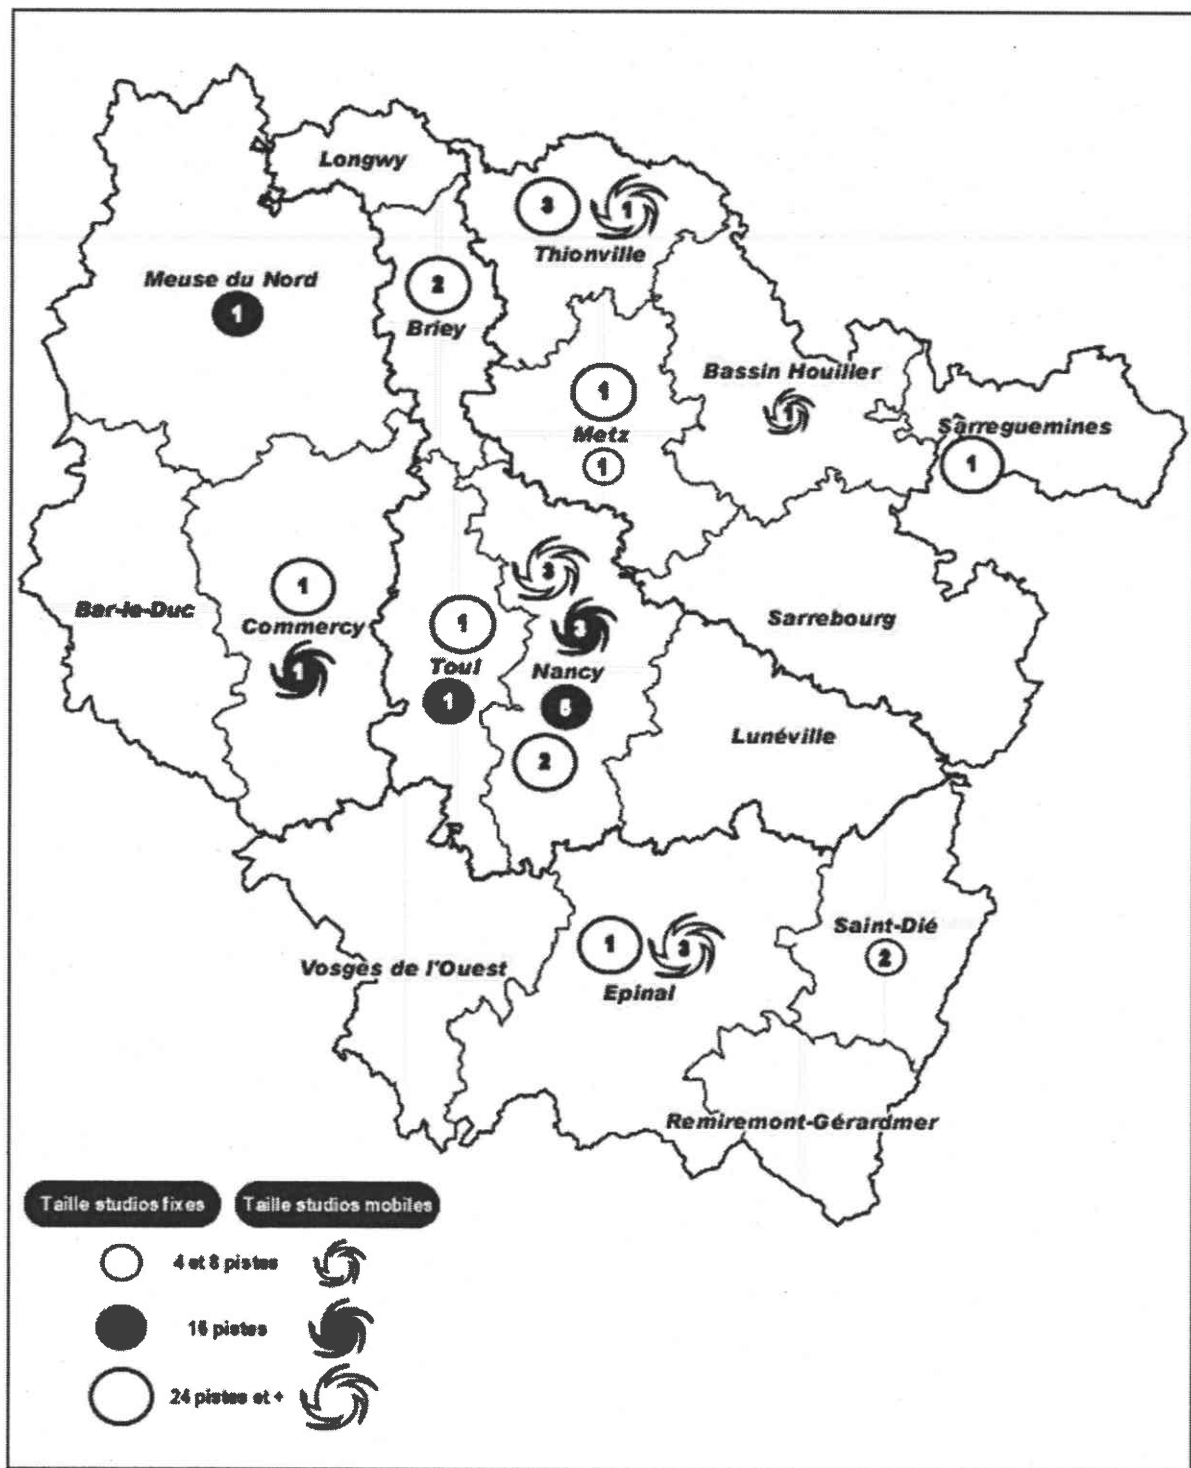 Longwy
3 1
Thionville
Meuse du Nord
1
2
Briey
Bassin Houiller
1
1
Metz
1
Sarreguemines
1
3
1
Commercy
1
Bar-le-Duc
1
Toul
1
3
Nancy
2
Sarrebourg
Lunéville
Saint-Dié
2
1 3
Epinal
Vosges de l'Ouest
Remiremont-Gérardmer
Taille studios fixes Taille studios mobiles
4 et 8 pistes
16 pistes
24 pistes et +